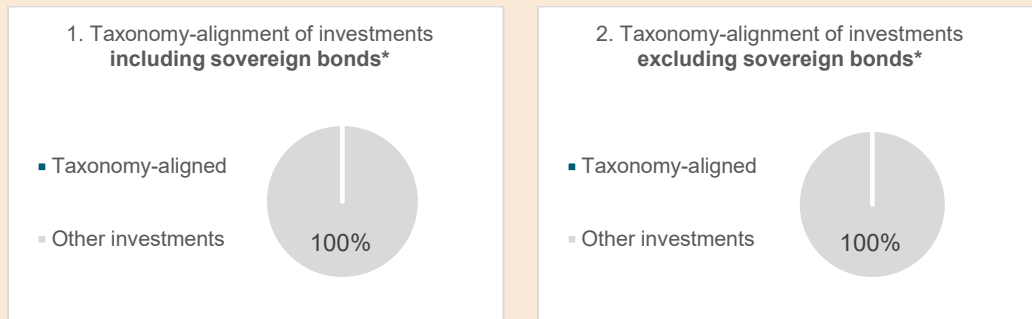 1. Taxonomy-alignment of investments
including sovereign bonds*
Taxonomy-aligned
Other investments
100%
2. Taxonomy-alignment of investments
excluding sovereign bonds*
Taxonomy-aligned
Other investments
100%